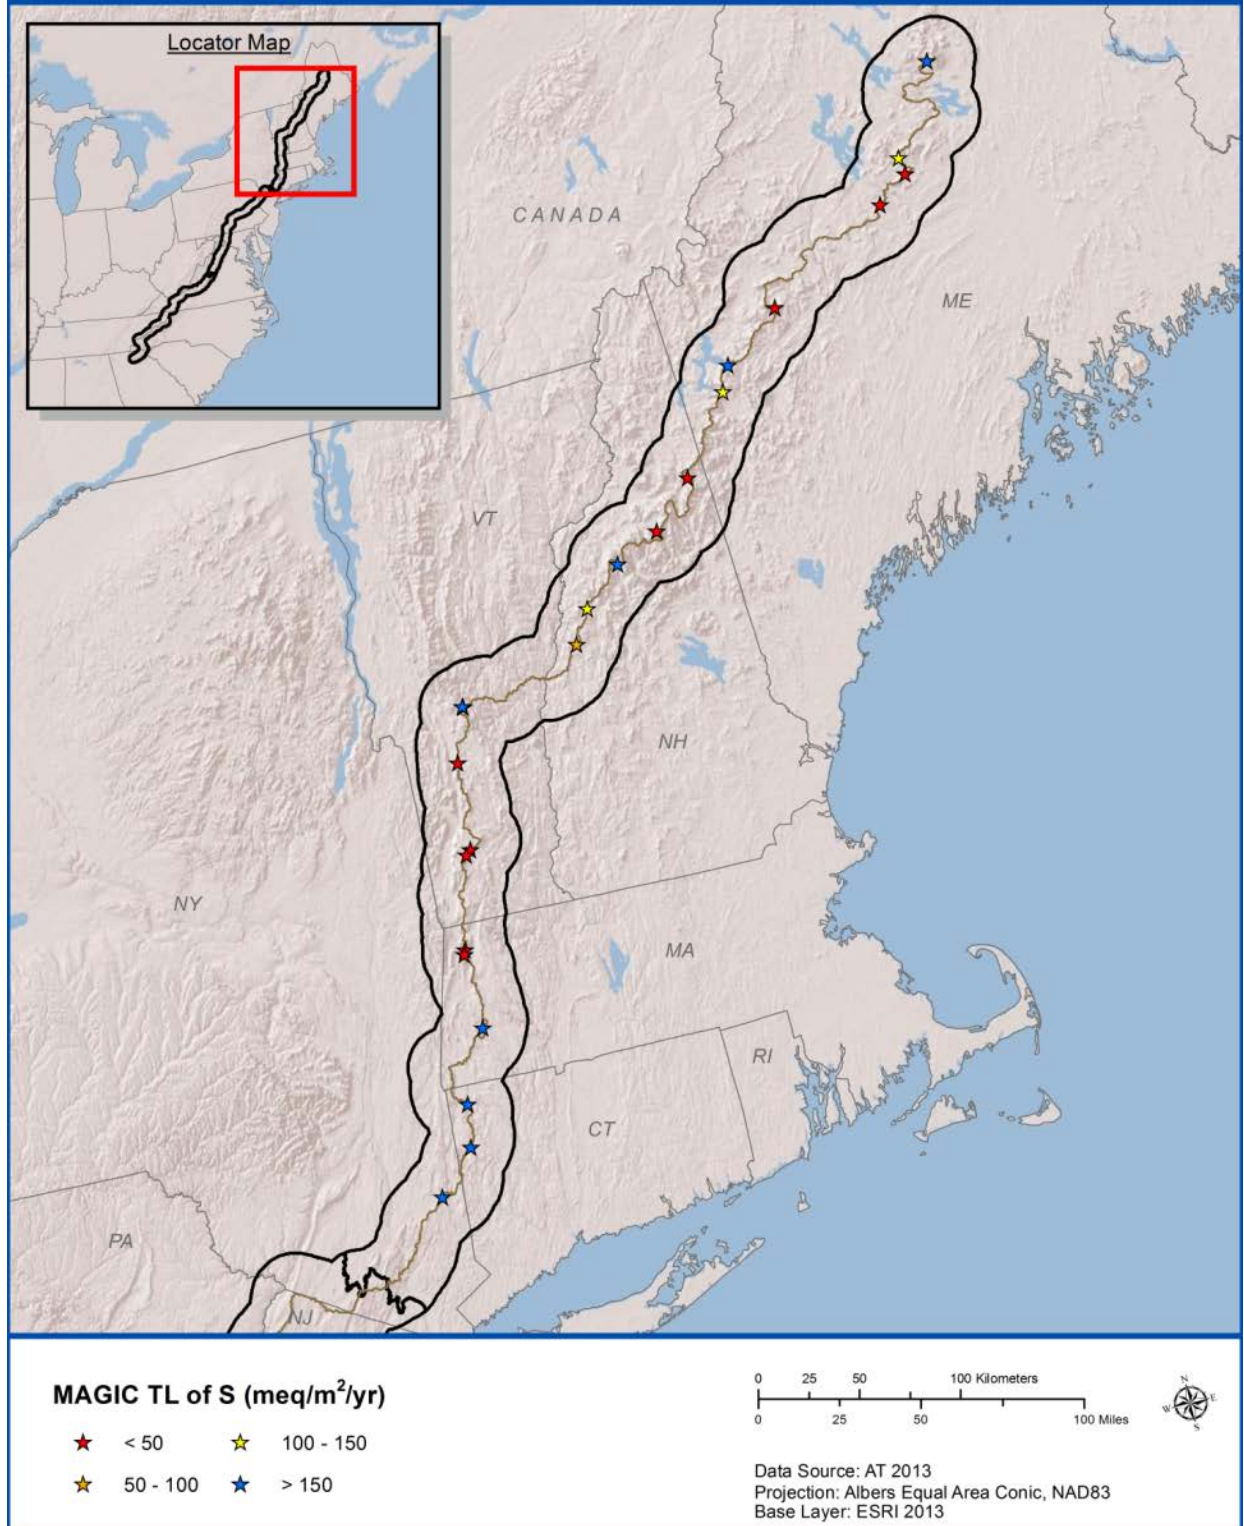 Locator Map
CANADA
ME
VT
NH
NY
MA
RI
CT
PA
NJ
MAGIC TL of S (meq/m²/yr)
< 50
100 - 150
50 - 100
> 150
0 25 50 100 Kilometers
0 25 50 100 Miles
N
W E
S
Data Source: AT 2013
Projection: Albers Equal Area Conic, NAD83
Base Layer: ESRI 2013